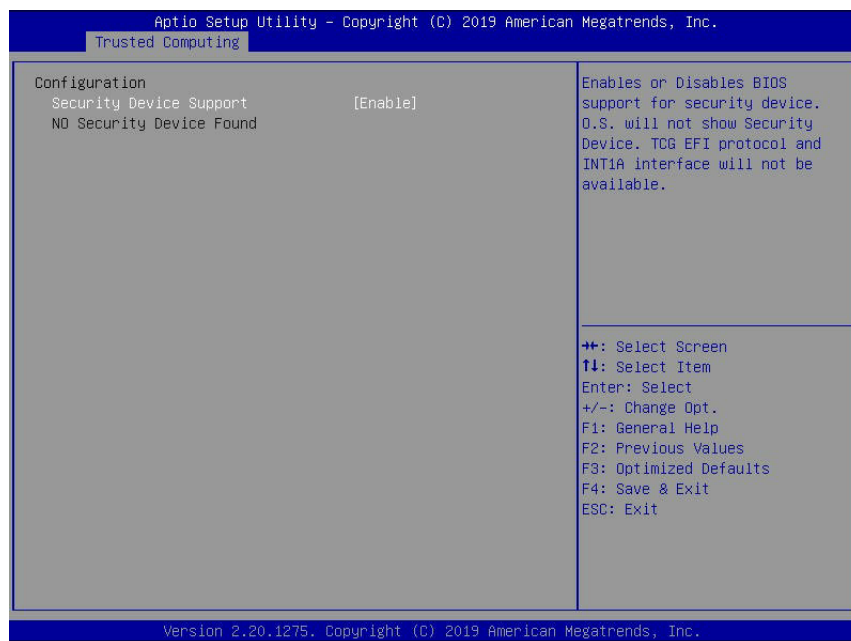 Aptio Setup Utility – Copyright (C) 2019 American Megatrends, Inc.
Trusted Computing
Configuration
Security Device Support [Enable]
NO Security Device Found
Enables or Disables BIOS
support for security device.
O.S. will not show Security
Device. TCG EFI protocol and
INT1A interface will not be
available.
→←: Select Screen
↑↓: Select Item
Enter: Select
+/-: Change Opt.
F1: General Help
F2: Previous Values
F3: Optimized Defaults
F4: Save & Exit
ESC: Exit
Version 2.20.1275. Copyright (C) 2019 American Megatrends, Inc.